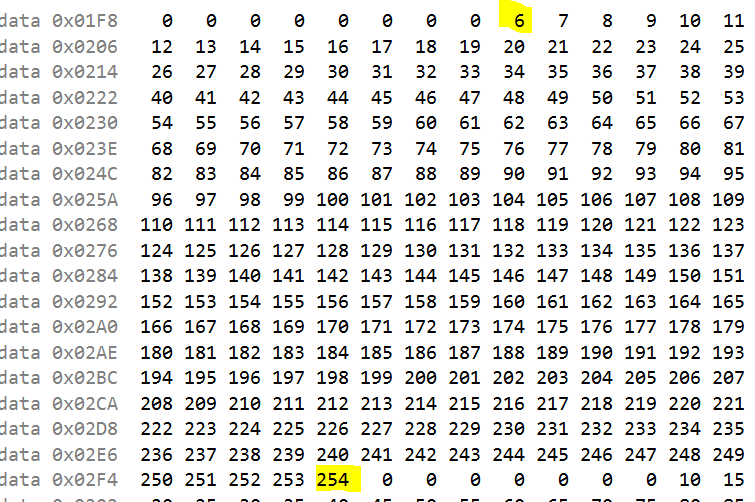 data 0x01F8 0 0 0 0 0 0 0 0 6 7 8 9 10 11
data 0x0206 12 13 14 15 16 17 18 19 20 21 22 23 24 25
data 0x0214 26 27 28 29 30 31 32 33 34 35 36 37 38 39
data 0x0222 40 41 42 43 44 45 46 47 48 49 50 51 52 53
data 0x0230 54 55 56 57 58 59 60 61 62 63 64 65 66 67
data 0x023E 68 69 70 71 72 73 74 75 76 77 78 79 80 81
data 0x024C 82 83 84 85 86 87 88 89 90 91 92 93 94 95
data 0x025A 96 97 98 99 100 101 102 103 104 105 106 107 108 109
data 0x0268 110 111 112 113 114 115 116 117 118 119 120 121 122 123
data 0x0276 124 125 126 127 128 129 130 131 132 133 134 135 136 137
data 0x0284 138 139 140 141 142 143 144 145 146 147 148 149 150 151
data 0x0292 152 153 154 155 156 157 158 159 160 161 162 163 164 165
data 0x02A0 166 167 168 169 170 171 172 173 174 175 176 177 178 179
data 0x02AE 180 181 182 183 184 185 186 187 188 189 190 191 192 193
data 0x02BC 194 195 196 197 198 199 200 201 202 203 204 205 206 207
data 0x02CA 208 209 210 211 212 213 214 215 216 217 218 219 220 221
data 0x02D8 222 223 224 225 226 227 228 229 230 231 232 233 234 235
data 0x02E6 236 237 238 239 240 241 242 243 244 245 246 247 248 249
data 0x02F4 250 251 252 253 254 0 0 0 0 0 0 0 10 15